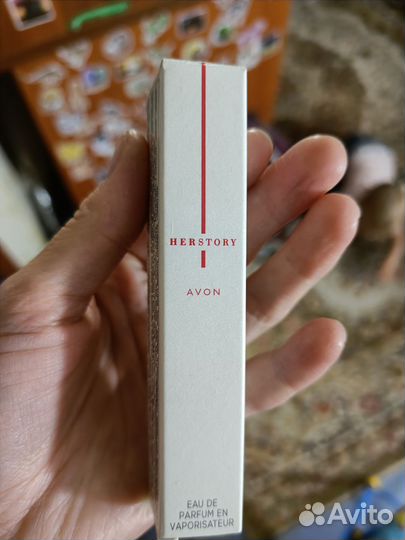 HERSTORY
AVON
EAU DE
PARFUM EN
VAPORISATEUR
Avito